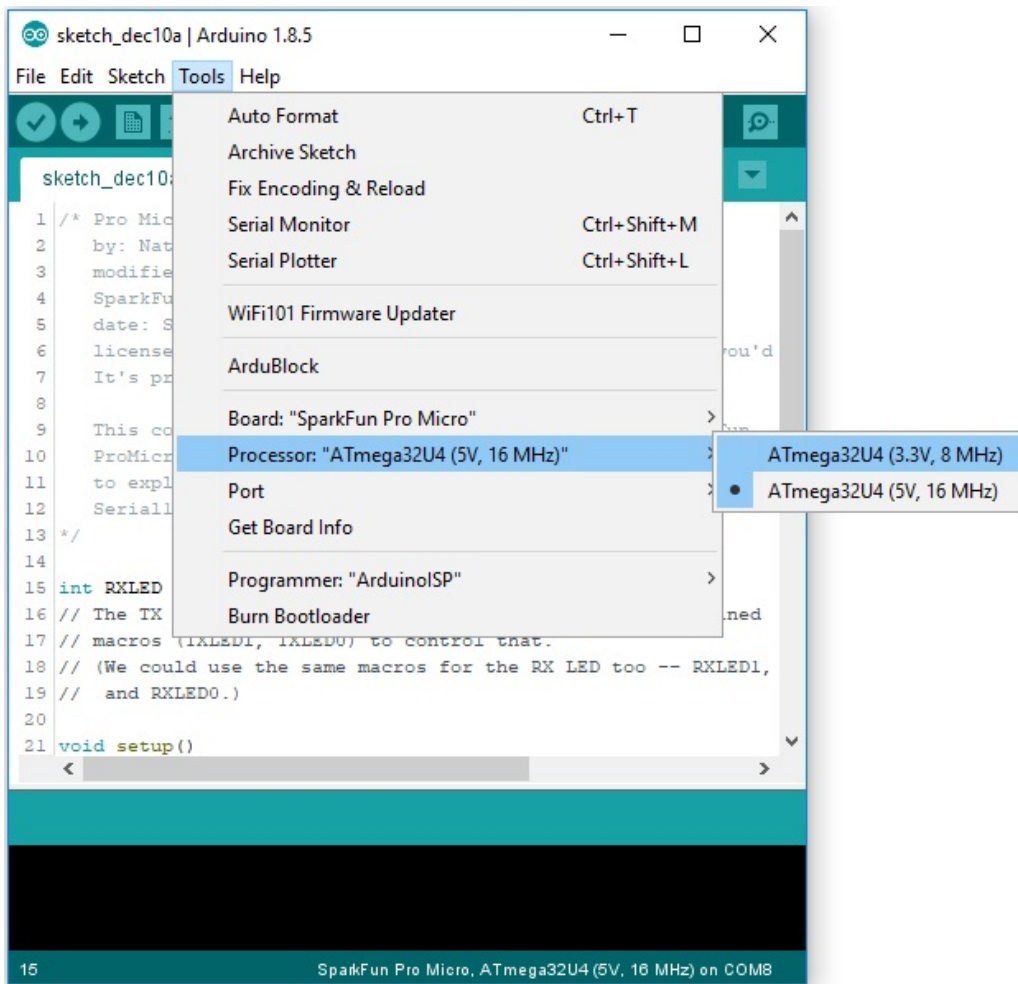 sketch_dec10a | Arduino 1.8.5
File Edit Sketch Tools Help
sketch_dec10a
Auto Format Ctrl+T
Archive Sketch
Fix Encoding & Reload
Serial Monitor Ctrl+Shift+M
Serial Plotter Ctrl+Shift+L
WiFi101 Firmware Updater
ArduBlock
Board: "SparkFun Pro Micro"
Processor: "ATmega32U4 (5V, 16 MHz)"
Port
Get Board Info
Programmer: "ArduinoISP"
Burn Bootloader
ATmega32U4 (3.3V, 8 MHz)
ATmega32U4 (5V, 16 MHz)
1 /* Pro Mic
2 by: Nat
3 modifie
4 SparkFu
5 date: S
6 license you'd
7 It's pr
8
9 This co
10 ProMicr
11 to expl
12 Seriall
13 */
14
15 int RXLED
16 // The TX ned
17 // macros (TXLED1, TXLED0) to control that.
18 // (We could use the same macros for the RX LED too -- RXLED1,
19 // and RXLED0.)
20
21 void setup()
15 SparkFun Pro Micro, ATmega32U4 (5V, 16 MHz) on COM8